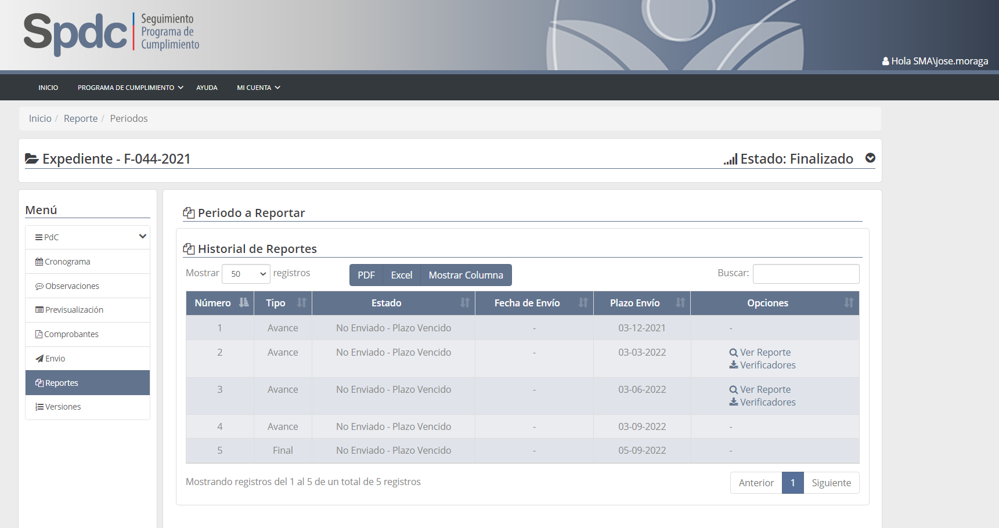 Spdc
Seguimiento
Programa de
Cumplimiento
Hola SMA\jose.moraga
INICIO PROGRAMA DE CUMPLIMIENTO AYUDA MI CUENTA
Inicio / Reporte / Periodos
Expediente - F-044-2021 Estado: Finalizado
Menú
PdC
Cronograma
Observaciones
Previsualización
Comprobantes
Envio
Reportes
Versiones
Periodo a Reportar
Historial de Reportes
Mostrar 50 registros PDF Excel Mostrar Columna Buscar:
Número Tipo Estado Fecha de Envío Plazo Envío Opciones
1 Avance No Enviado - Plazo Vencido - 03-12-2021 -
2 Avance No Enviado - Plazo Vencido - 03-03-2022 Ver Reporte
Verificadores
3 Avance No Enviado - Plazo Vencido - 03-06-2022 Ver Reporte
Verificadores
4 Avance No Enviado - Plazo Vencido - 03-09-2022 -
5 Final No Enviado - Plazo Vencido - 05-09-2022 -
Mostrando registros del 1 al 5 de un total de 5 registros Anterior 1 Siguiente